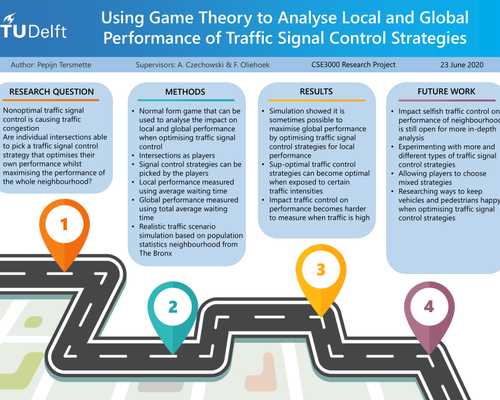 TUDelft
Using Game Theory to Analyse Local and Global
Performance of Traffic Signal Control Strategies
Author: Pepijn Tersmette
Supervisors: A. Czechowski & F. Oliehoek
CSE3000 Research Project
23 June 2020
RESEARCH QUESTION
Nonoptimal traffic signal
control is causing traffic
congestion
Are individual intersections able
to pick a traffic signal control
strategy that optimises their
own performance whilst
maximising the performance of
the whole neighbourhood?
METHODS
• Normal form game that can be
used to analyse the impact on
local and global performance
when optimising traffic signal
control
• Intersections as players
• Signal control strategies can be
picked by the players
• Local performance measured
using average waiting time
• Global performance measured
using total average waiting
time
• Realistic traffic scenario
simulation based on population
statistics neighbourhood from
The Bronx
RESULTS
• Simulation showed it is
sometimes possible to
maximise global performance
by optimising traffic signal
control strategies for local
performance
• Sup-optimal traffic control
strategies can become optimal
when exposed to certain
traffic intensities
• Impact traffic control on
performance becomes harder
to measure when traffic is high
FUTURE WORK
• Impact selfish traffic control on
performance of neighbourhood
is still open for more in-depth
analysis
• Experimenting with more and
different types of traffic signal
control strategies
• Allowing players to choose
mixed strategies
• Researching ways to keep
vehicles and pedestrians happy
when optimising traffic signal
control strategies
1
2
3
4